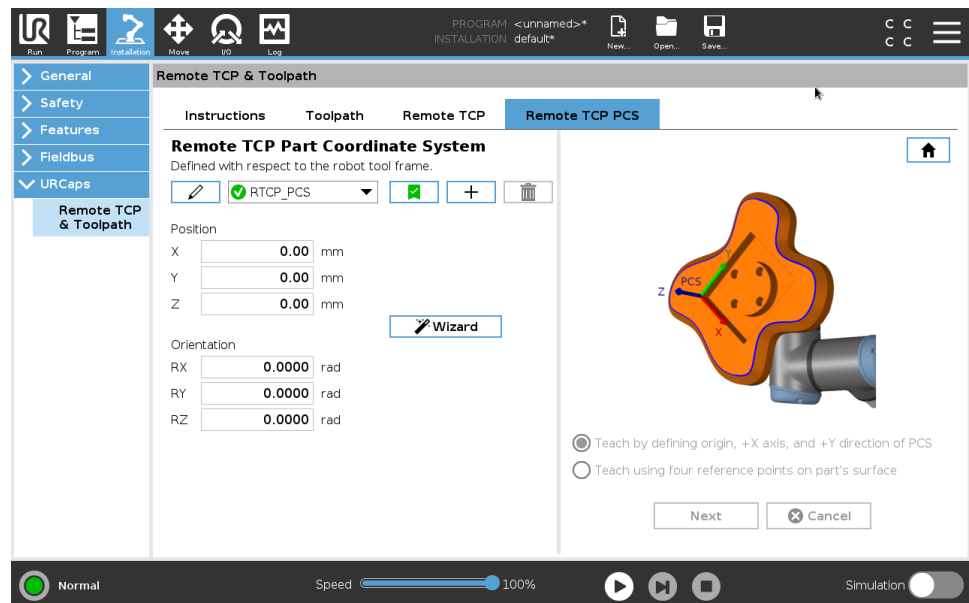 PROGRAM <unnamed>*
INSTALLATION default*
Run Program Installation Move I/O Log New... Open... Save...
C C
C C
General
Safety
Features
Fieldbus
URCaps
Remote TCP
& Toolpath
Remote TCP & Toolpath
Instructions Toolpath Remote TCP Remote TCP PCS
Remote TCP Part Coordinate System
Defined with respect to the robot tool frame.
RTCP_PCS
Position
X 0.00 mm
Y 0.00 mm
Z 0.00 mm
Wizard
Orientation
RX 0.0000 rad
RY 0.0000 rad
RZ 0.0000 rad
Y
PCS
Z
X
Teach by defining origin, +X axis, and +Y direction of PCS
Teach using four reference points on part's surface
Next Cancel
Normal Speed 100% Simulation